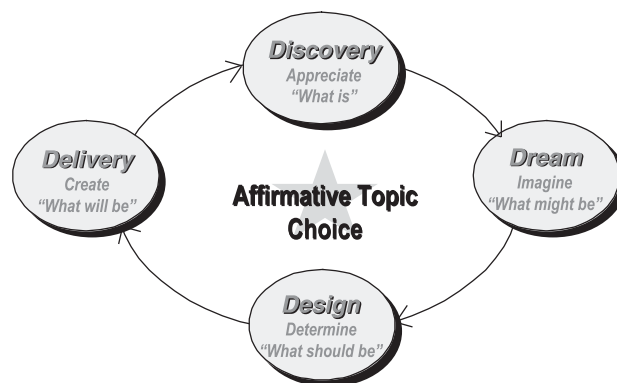 Discovery
Appreciate
“What is”
Delivery
Create
“What will be”
Dream
Imagine
“What might be”
Affirmative Topic
Choice
Design
Determine
“What should be”